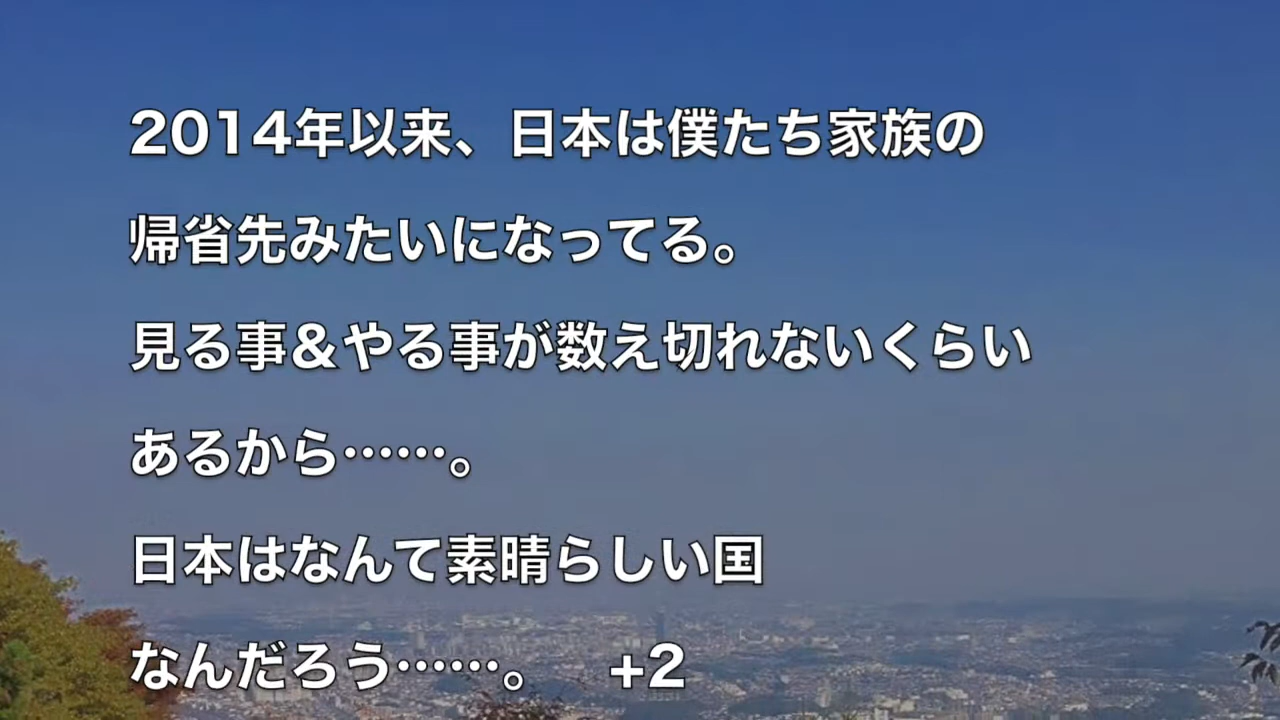 2014年以来、日本は僕たち家族の
帰省先みたいになってる。
見る事&やる事が数え切れないくらい
あるから……。
日本はなんて素晴らしい国
なんだろう……。　+2